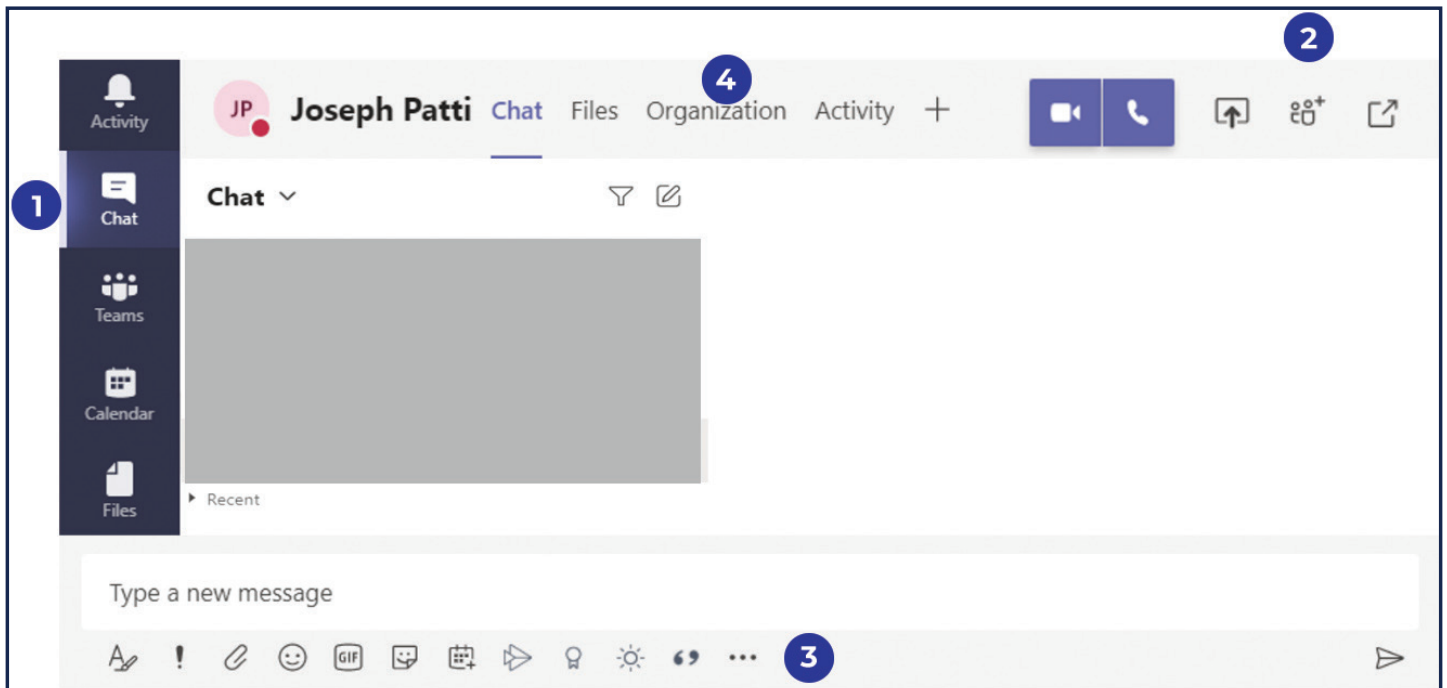 2
4
Activity
JP Joseph Patti Chat Files Organization Activity
1
Chat
Chat
Teams
Calendar
Files
Recent
Type a new message
GIF
3